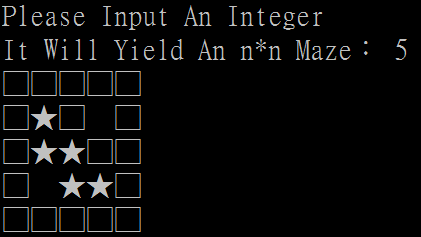 Please Input An Integer
It Will Yield An n*n Maze： 5
□□□□□
□★□　□
□★★□□
□　★★□
□□□□□